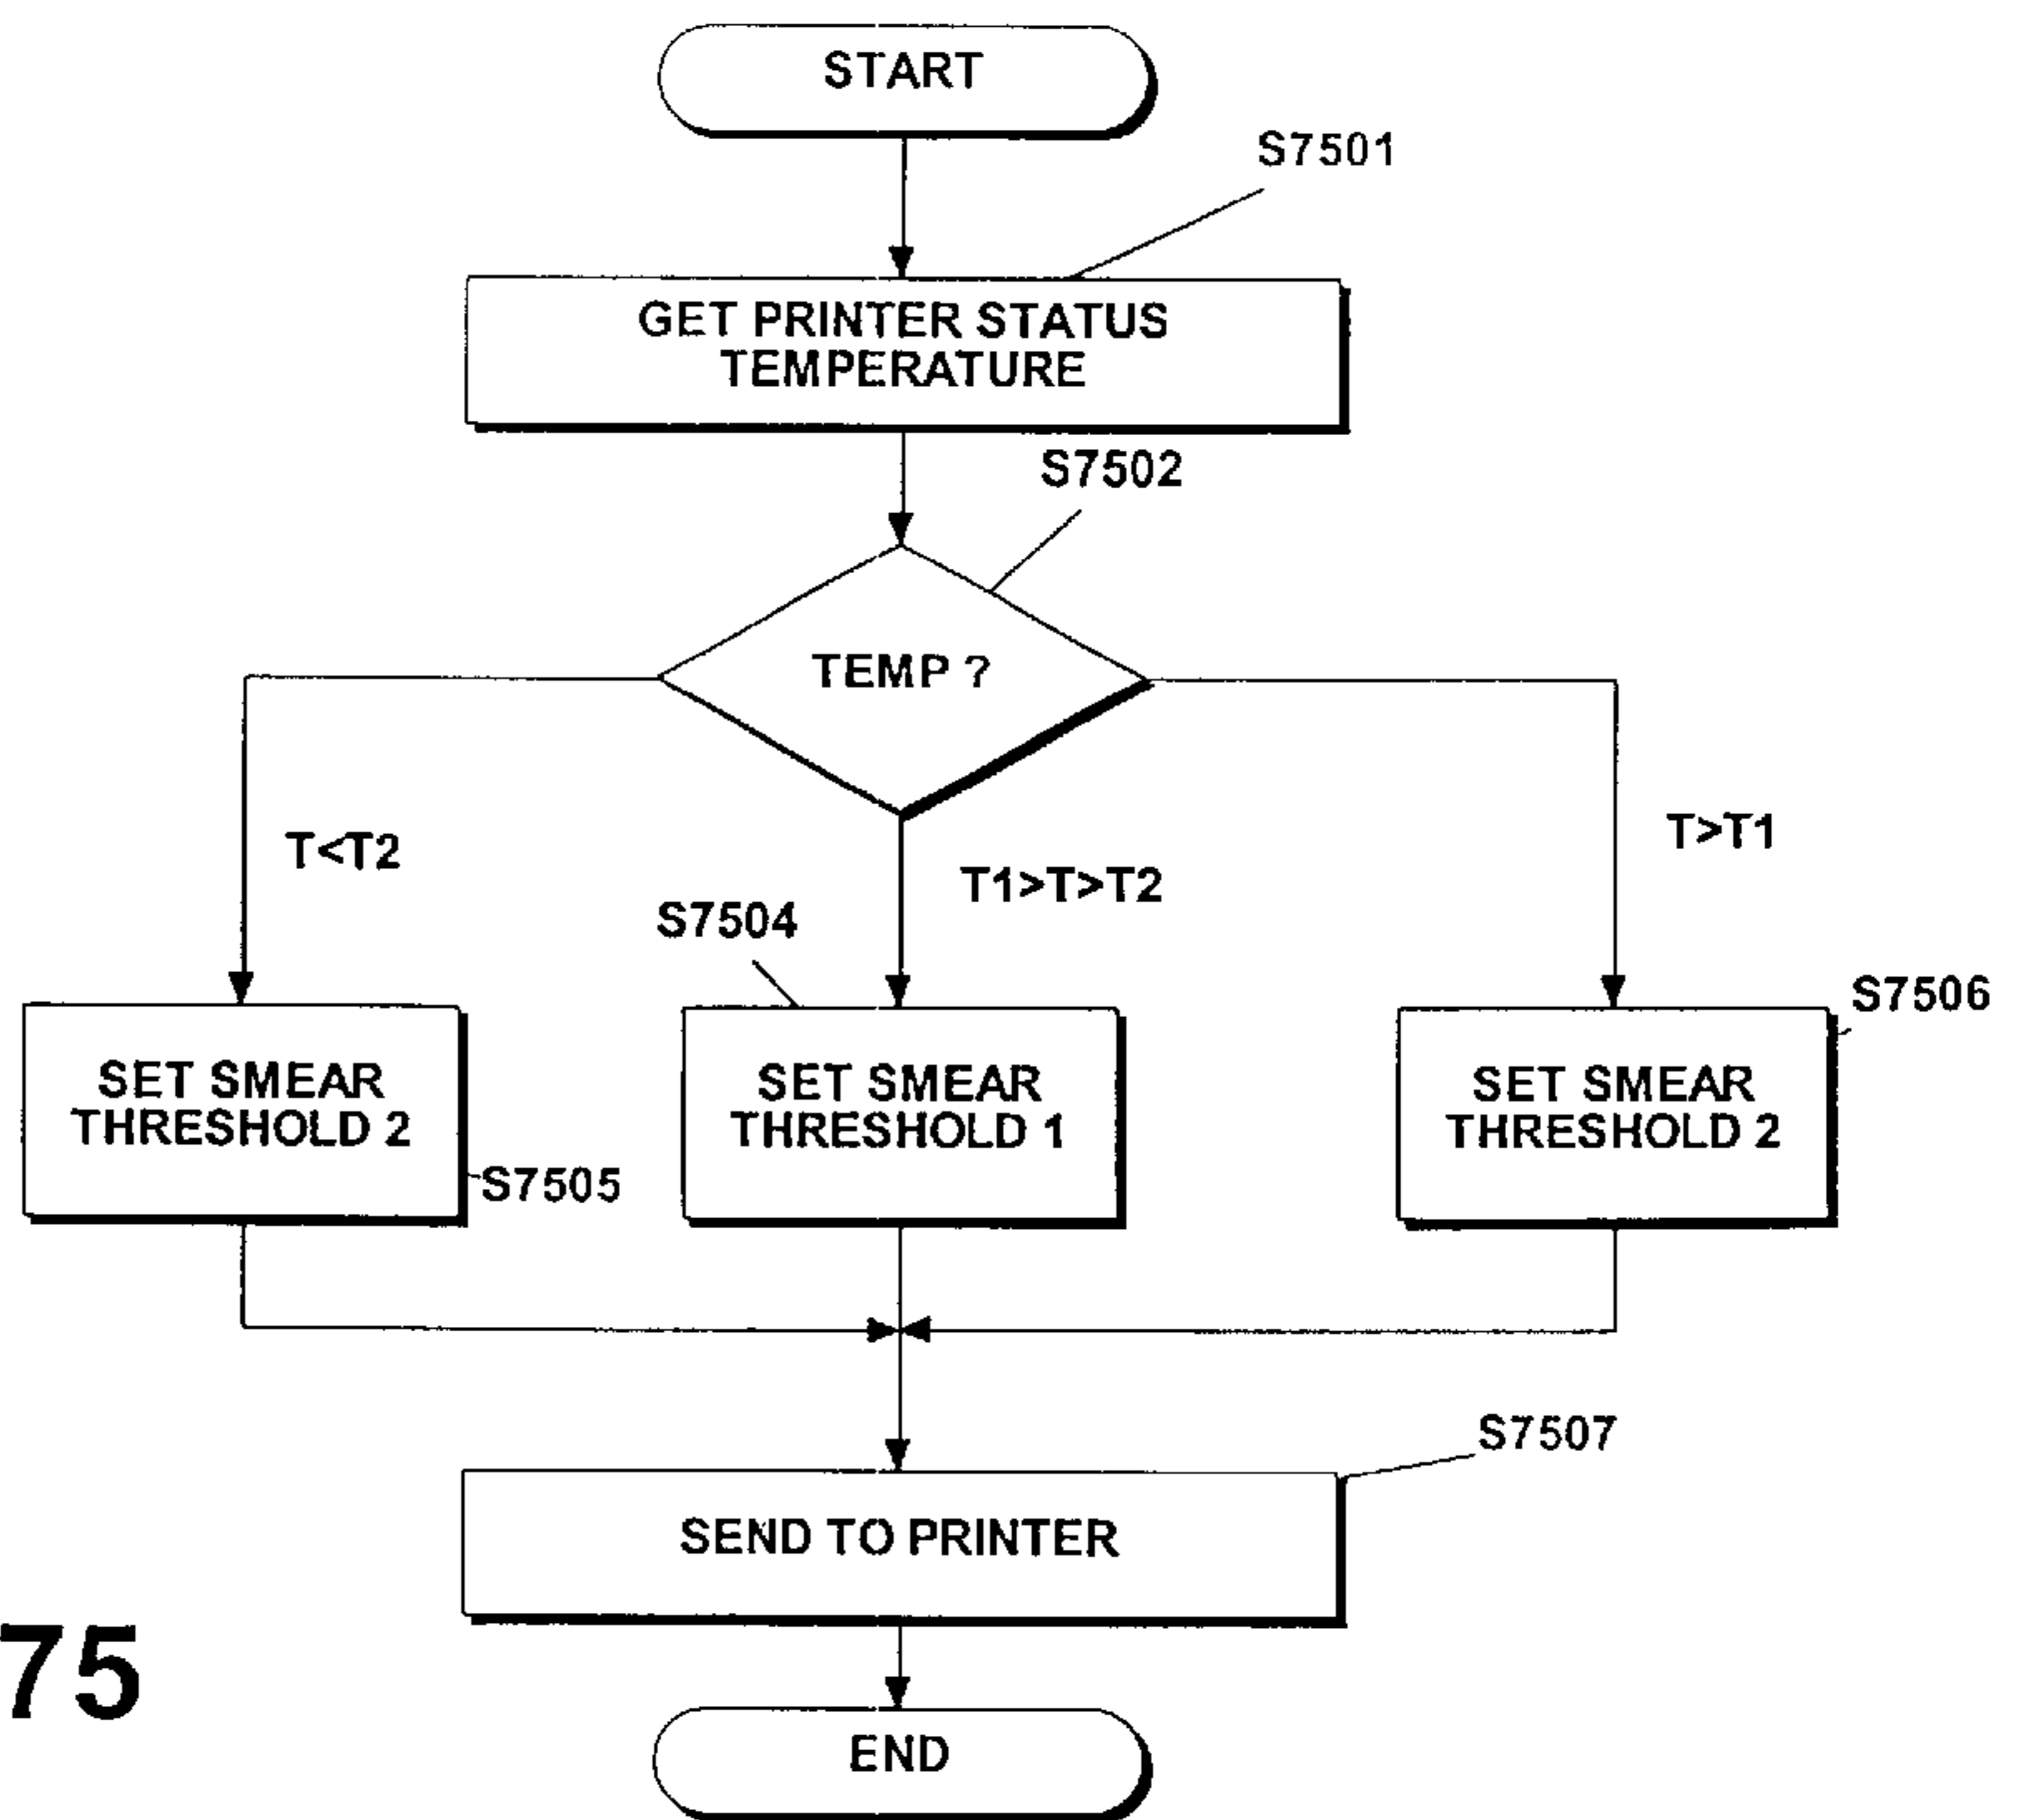 START
S7501
GET PRINTER STATUS
TEMPERATURE
S7502
TEMP ?
T<T2
T1>T>T2
T>T1
S7504
S7506
SET SMEAR
THRESHOLD 2
S7505
SET SMEAR
THRESHOLD 1
SET SMEAR
THRESHOLD 2
S7507
SEND TO PRINTER
75
END